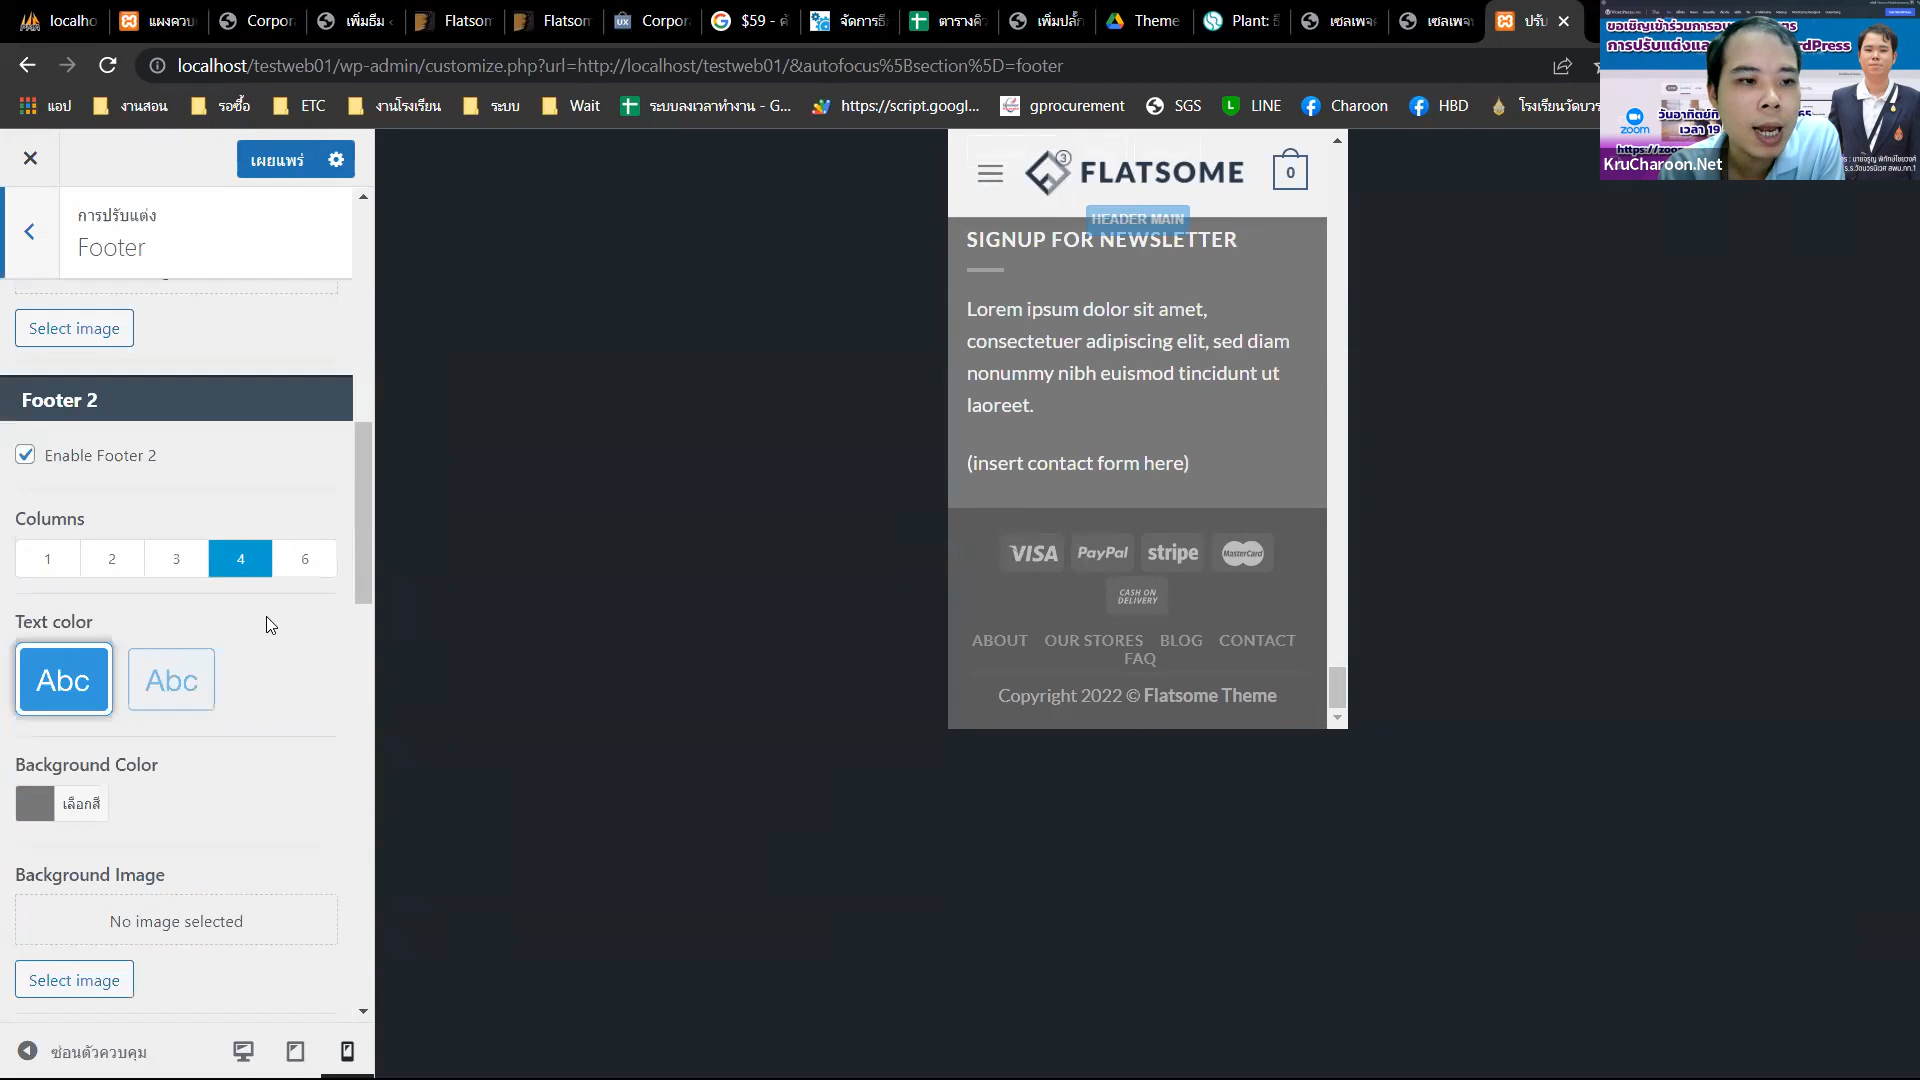 localho
แผงควบ
Corpor
เพิ่มธีม
Flatsom
Flatsom
Corpor
$59 - ค้
จัดการธี
ตารางคิว
เพิ่มปลั๊ก
Theme
Plant: ธี
เซลเพจ
เซลเพจ
ปรับ
localhost/testweb01/wp-admin/customize.php?url=http://localhost/testweb01/&autofocus%5Bsection%5D=footer
แอป
งานสอน
รอซื้อ
ETC
งานโรงเรียน
ระบบ
Wait
ระบบลงเวลาทำงาน - G...
https://script.googl...
gprocurement
SGS
LINE
Charoon
HBD
โรงเรียนวัดบวร
zoom
KruCharoon.Net
เผยแพร่
การปรับแต่ง
Footer
Select image
Footer 2
Enable Footer 2
Columns
1 2 3 4 6
Text color
Abc Abc
Background Color
เลือกสี
Background Image
No image selected
Select image
ซ่อนตัวควบคุม
3 FLATSOME 0
HEADER MAIN
SIGNUP FOR NEWSLETTER
Lorem ipsum dolor sit amet,
consectetuer adipiscing elit, sed diam
nonummy nibh euismod tincidunt ut
laoreet.
(insert contact form here)
VISA PayPal stripe MasterCard
CASH ON
DELIVERY
ABOUT OUR STORES BLOG CONTACT
FAQ
Copyright 2022 © Flatsome Theme